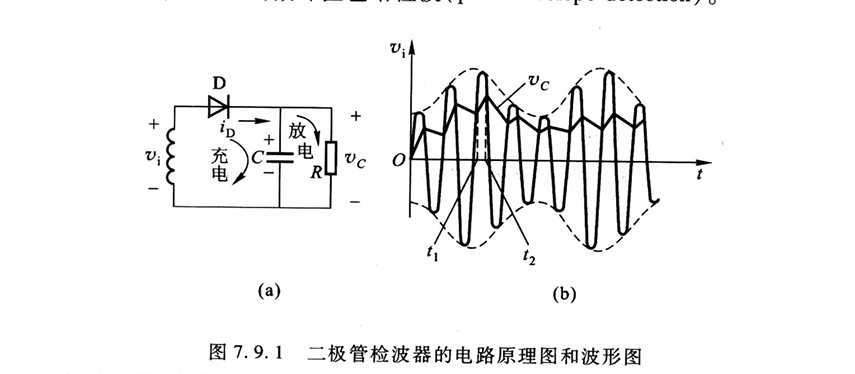 detection)。
D
+
i_D
放
电
+
v_i
充
电
C
+
−
R
v_C
−
−
(a)
v_i
v_C
O
t
t_1
t_2
(b)
图 7.9.1 二极管检波器的电路原理图和波形图